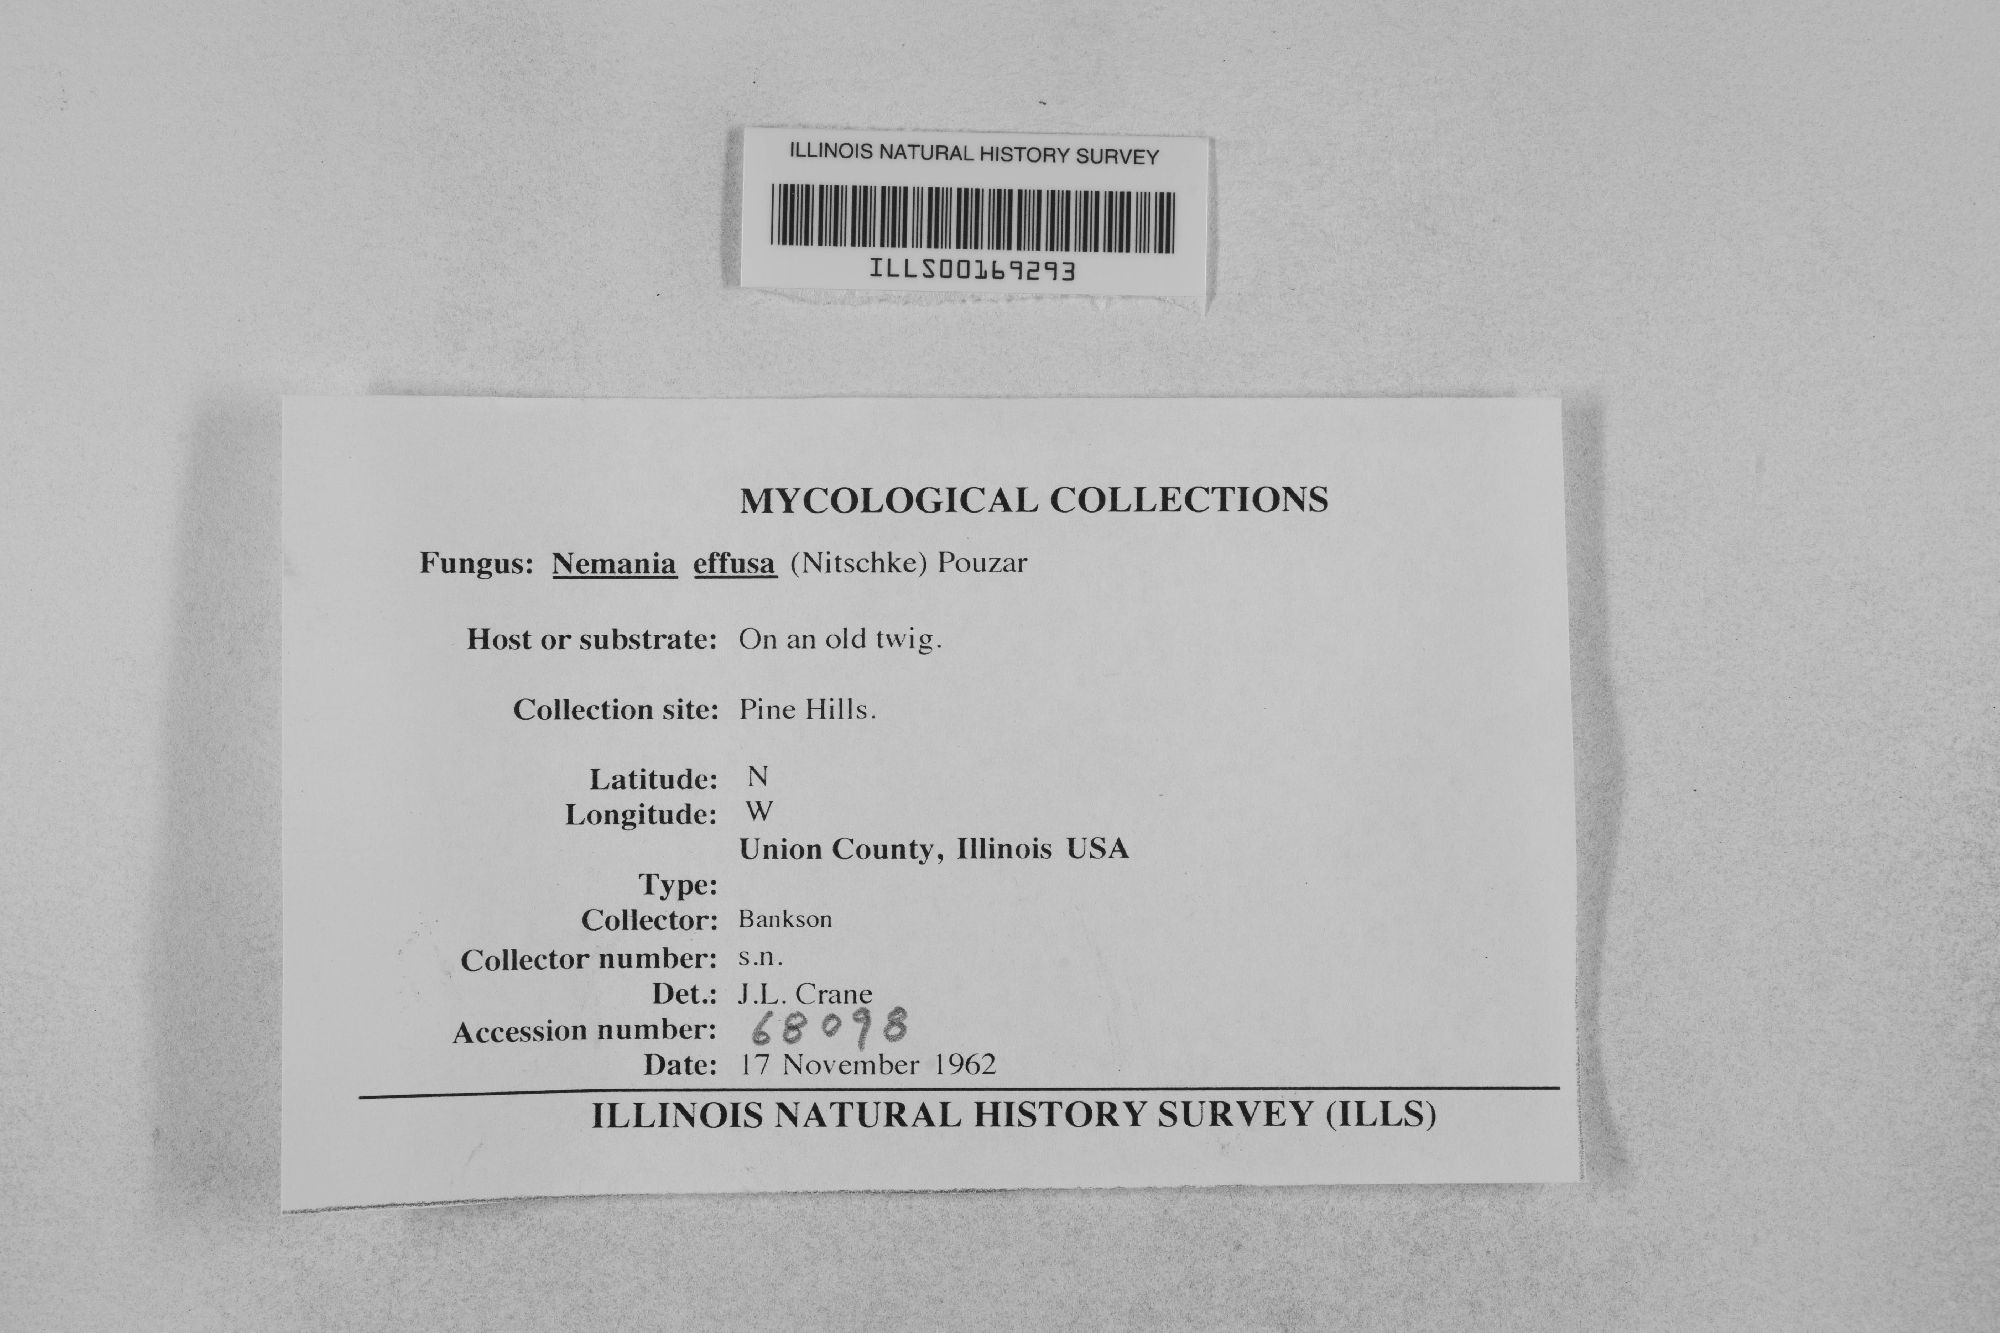 ILLINOIS NATURAL HISTORY SURVEY
ILLS00169293
MYCOLOGICAL COLLECTIONS
Fungus: Nemania effusa (Nitschke) Pouzar
Host or substrate: On an old twig.
Collection site: Pine Hills.
Latitude: N
Longitude: W
Union County, Illinois USA
Type:
Collector: Bankson
Collector number: s.n.
Det.: J.L. Crane
Accession number: 68098
Date: 17 November 1962
ILLINOIS NATURAL HISTORY SURVEY (ILLS)